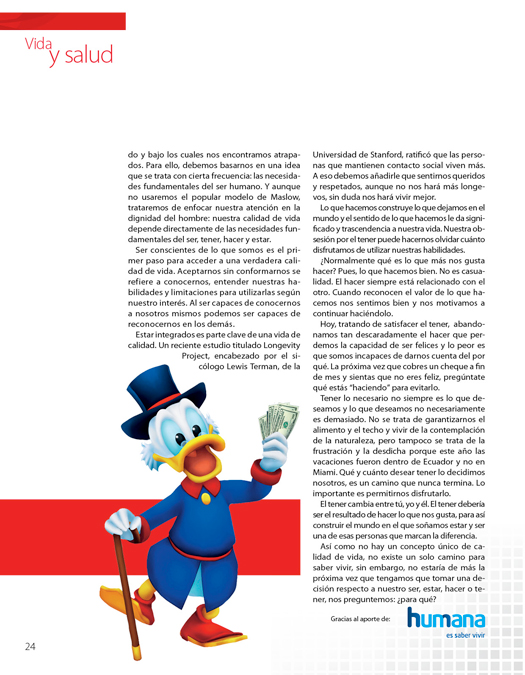 Vida
y salud
do y bajo los cuales nos encontramos atrapa-
dos. Para ello, debemos basarnos en una idea
que se trata con cierta frecuencia: las necesida-
des fundamentales del ser humano. Y aunque
no usaremos el popular modelo de Maslow,
trataremos de enfocar nuestra atención en la
dignidad del hombre: nuestra calidad de vida
depende directamente de las necesidades fun-
damentales del ser, tener, hacer y estar.
Ser conscientes de lo que somos es el pri-
mer paso para acceder a una verdadera cali-
dad de vida. Aceptarnos sin conformarnos se
refiere a conocernos, entender nuestras ha-
bilidades y limitaciones para utilizarlas según
nuestro interés. Al ser capaces de conocernos
a nosotros mismos podemos ser capaces de
reconocernos en los demás.
Estar integrados es parte clave de una vida de
calidad. Un reciente estudio titulado Longevity
Project, encabezado por el si-
cólogo Lewis Terman, de la
Universidad de Stanford, ratificó que las perso-
nas que mantienen contacto social viven más.
A eso debemos añadirle que sentirnos queridos
y respetados, aunque no nos hará más longe-
vos, sin duda nos hará vivir mejor.
Lo que hacemos construye lo que dejamos en el
mundo y el sentido de lo que hacemos le da signi-
ficado y trascendencia a nuestra vida. Nuestra ob-
sesión por el tener puede hacernos olvidar cuánto
disfrutamos de utilizar nuestras habilidades.
¿Normalmente qué es lo que más nos gusta
hacer? Pues, lo que hacemos bien. No es casua-
lidad. El hacer siempre está relacionado con el
otro. Cuando reconocen el valor de lo que ha-
cemos nos sentimos bien y nos motivamos a
continuar haciéndolo.
Hoy, tratando de satisfacer el tener, abando-
namos tan descaradamente el hacer que per-
demos la capacidad de ser felices y lo peor es
que somos incapaces de darnos cuenta del por
qué. La próxima vez que cobres un cheque a fin
de mes y sientas que no eres feliz, pregúntate
qué estás “haciendo” para evitarlo.
Tener lo necesario no siempre es lo que de-
seamos y lo que deseamos no necesariamente
es demasiado. No se trata de garantizarnos el
alimento y el techo y vivir de la contemplación
de la naturaleza, pero tampoco se trata de la
frustración y la desdicha porque este año las
vacaciones fueron dentro de Ecuador y no en
Miami. Qué y cuánto desear tener lo decidimos
nosotros, es un camino que nunca termina. Lo
importante es permitirnos disfrutarlo.
El tener cambia entre tú, yo y él. El tener debería
ser el resultado de hacer lo que nos gusta, para así
construir el mundo en el que soñamos estar y ser
una de esas personas que marcan la diferencia.
Así como no hay un concepto único de ca-
lidad de vida, no existe un solo camino para
saber vivir, sin embargo, no estaría de más la
próxima vez que tengamos que tomar una de-
cisión respecto a nuestro ser, estar, hacer o te-
ner, nos preguntemos: ¿para qué?
Gracias al aporte de:
humana
es saber vivir
24